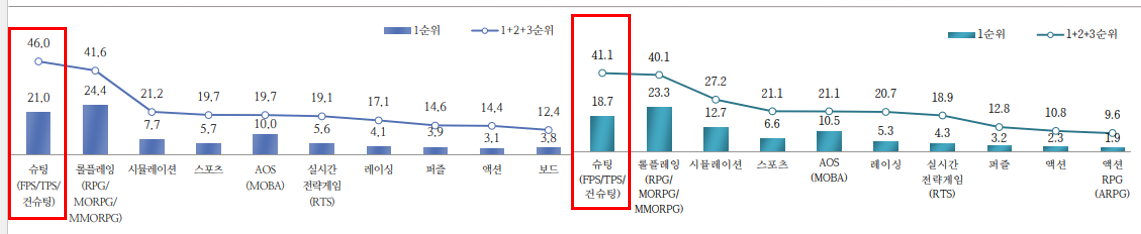 1순위 1+2+3순위
46.0 41.6 21.2 19.7 19.7 19.1 17.1 14.6 14.4 12.4
21.0 24.4 7.7 5.7 10.0 5.6 4.1 3.9 3.1 3.8
슈팅 롤플레잉 시뮬레이션 스포츠 AOS 실시간 레이싱 퍼즐 액션 보드
(FPS/TPS/ (RPG/ (MOBA) 전략게임
건슈팅) MORPG/ (RTS)
MMORPG)
1순위 1+2+3순위
41.1 40.1 27.2 21.1 21.1 20.7 18.9 12.8 10.8 9.6
18.7 23.3 12.7 6.6 10.5 5.3 4.3 3.2 2.3 1.9
슈팅 롤플레잉 시뮬레이션 스포츠 AOS 레이싱 실시간 퍼즐 액션 액션
(FPS/TPS/ (RPG/ (MOBA) 전략게임 RPG
건슈팅) MORPG/ (RTS) (ARPG)
MMORPG)